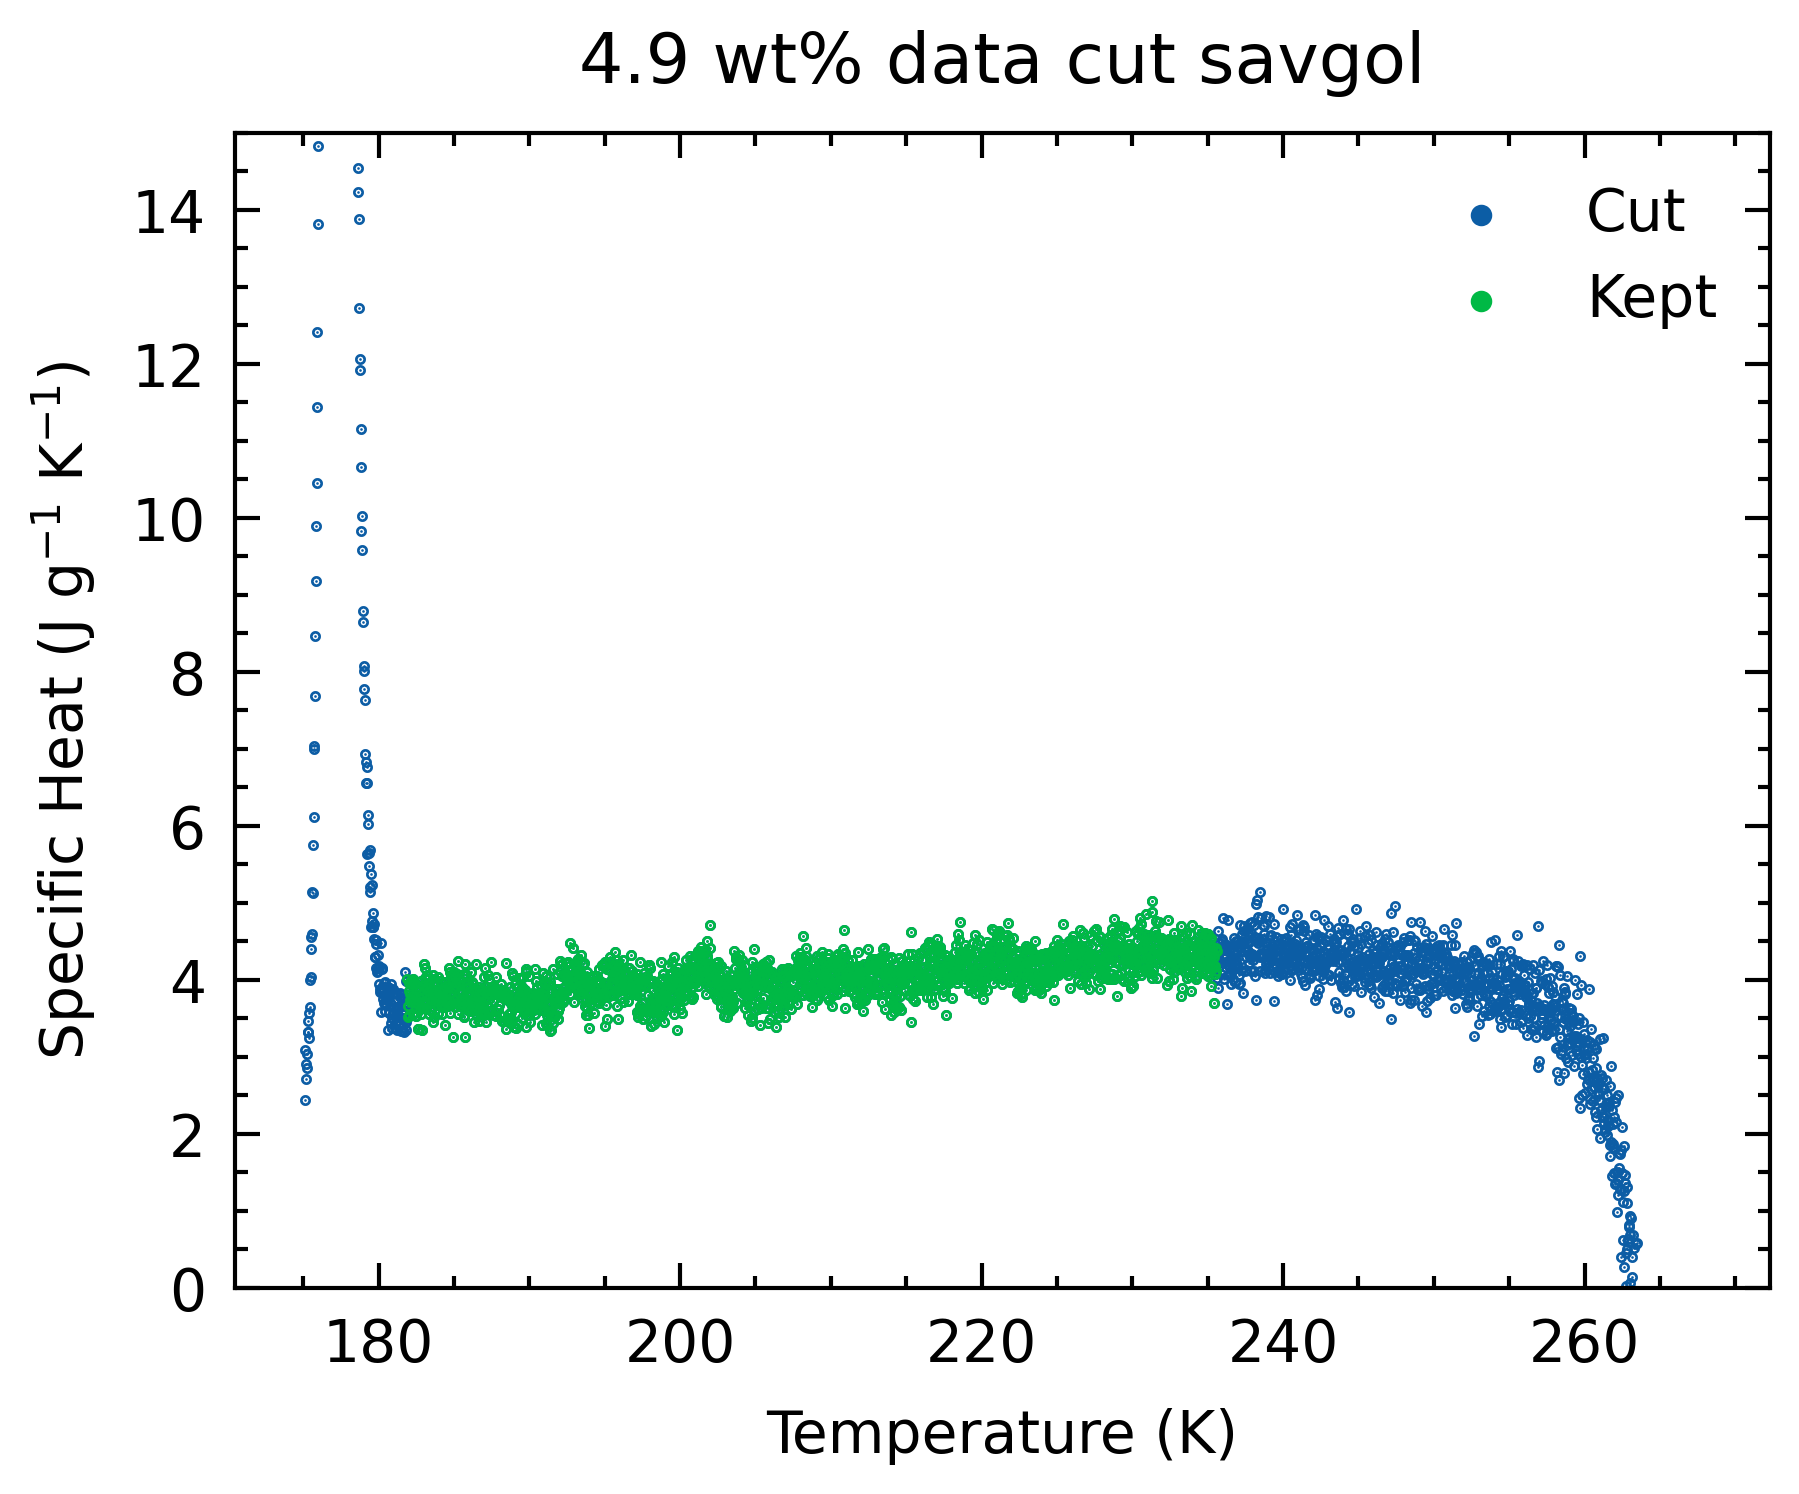 4.9 wt% data cut savgol
Cut
Kept
Specific Heat (J g⁻¹ K⁻¹)
14
12
10
8
6
4
2
0
180 200 220 240 260
Temperature (K)